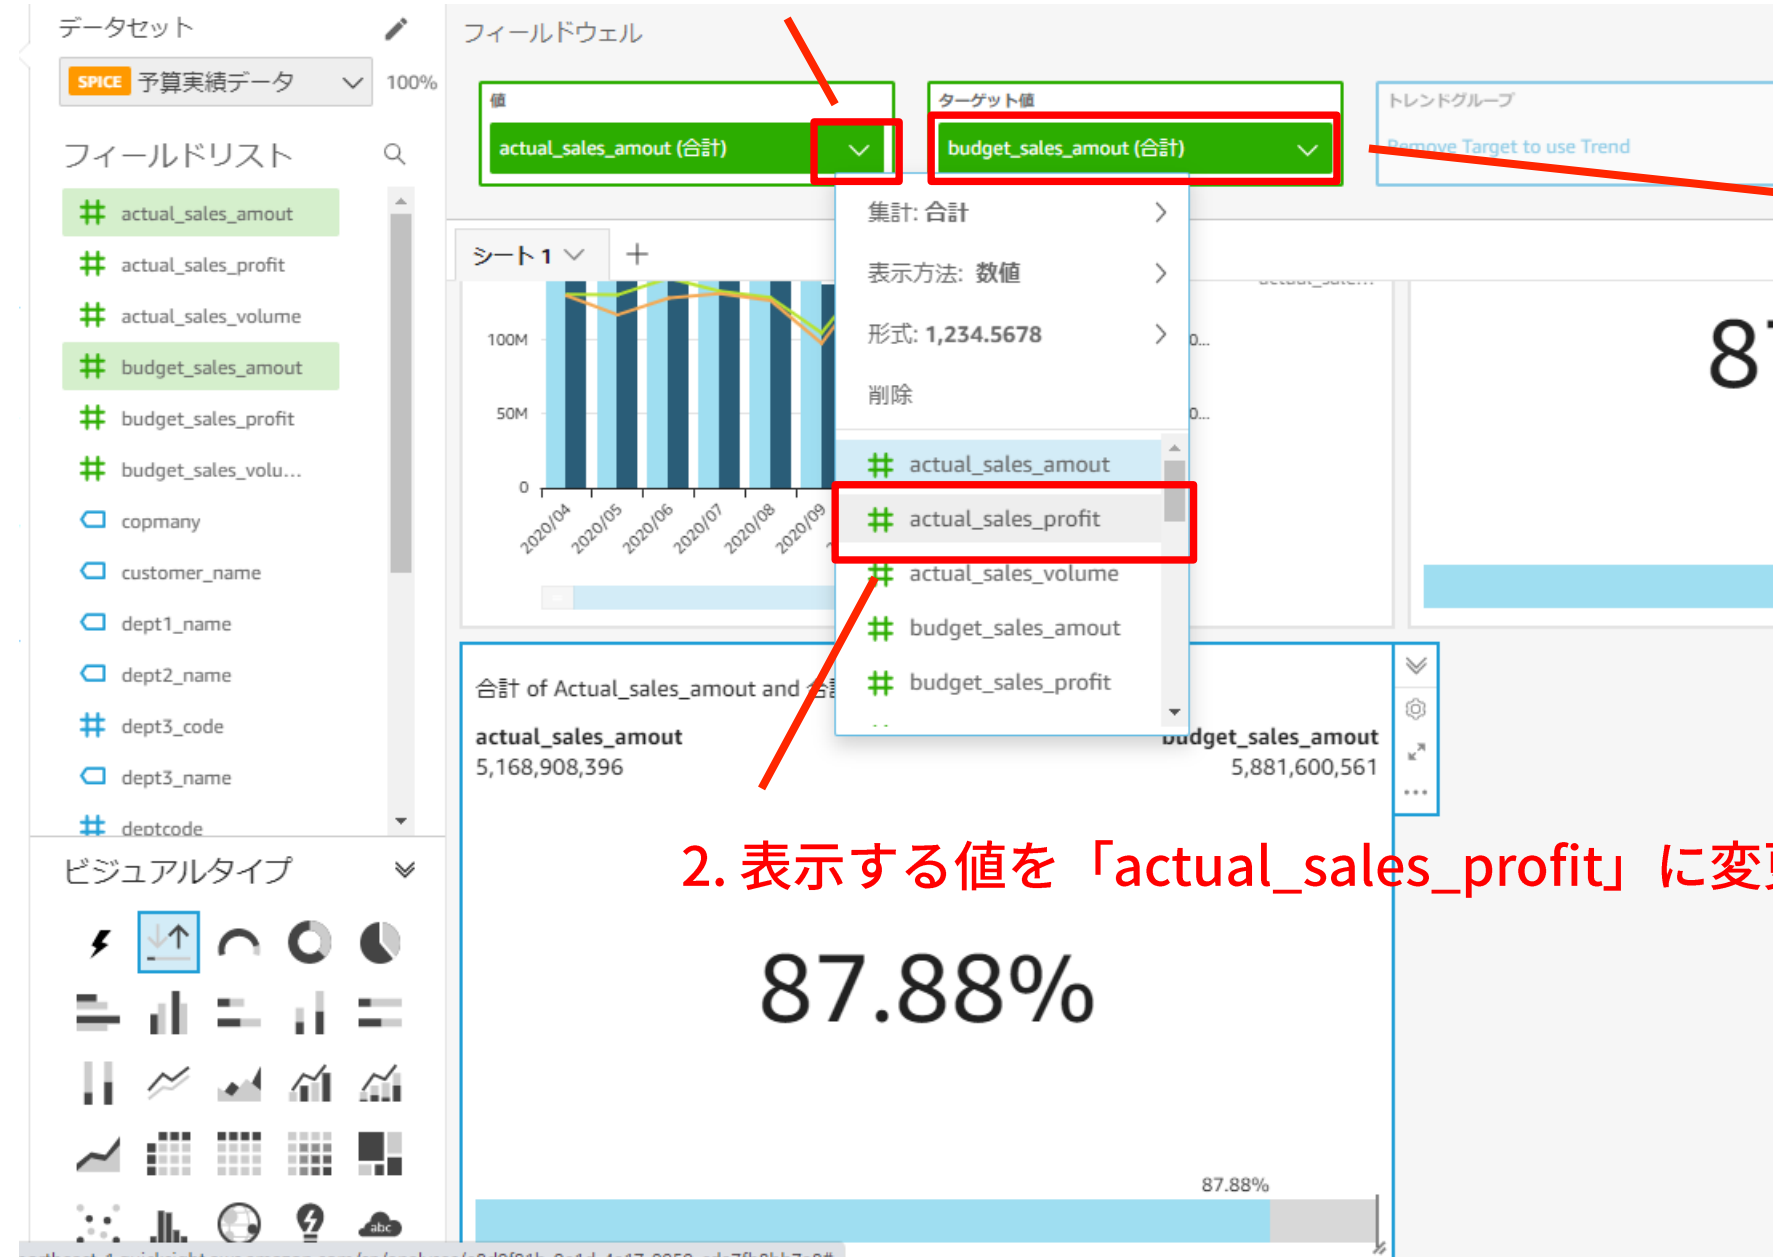 データセット
SPICE 予算実績データ 100%
フィールドリスト
actual_sales_amout
actual_sales_profit
actual_sales_volume
budget_sales_amout
budget_sales_profit
budget_sales_volu...
copmany
customer_name
dept1_name
dept2_name
dept3_code
dept3_name
deptcode
ビジュアルタイプ
abc
フィールドウェル
値
actual_sales_amout (合計)
ターゲット値
budget_sales_amout (合計)
トレンドグループ
Remove Target to use Trend
シート 1
100M
50M
0
2020/04
2020/05
2020/06
2020/07
2020/08
2020/09
集計: 合計
表示方法: 数値
形式: 1,234.5678
削除
actual_sales_amout
actual_sales_profit
actual_sales_volume
budget_sales_amout
budget_sales_profit
合計 of Actual_sales_amout and 合
actual_sales_amout
5,168,908,396
budget_sales_amout
5,881,600,561
2. 表示する値を「actual_sales_profit」に変
87.88%
87.88%